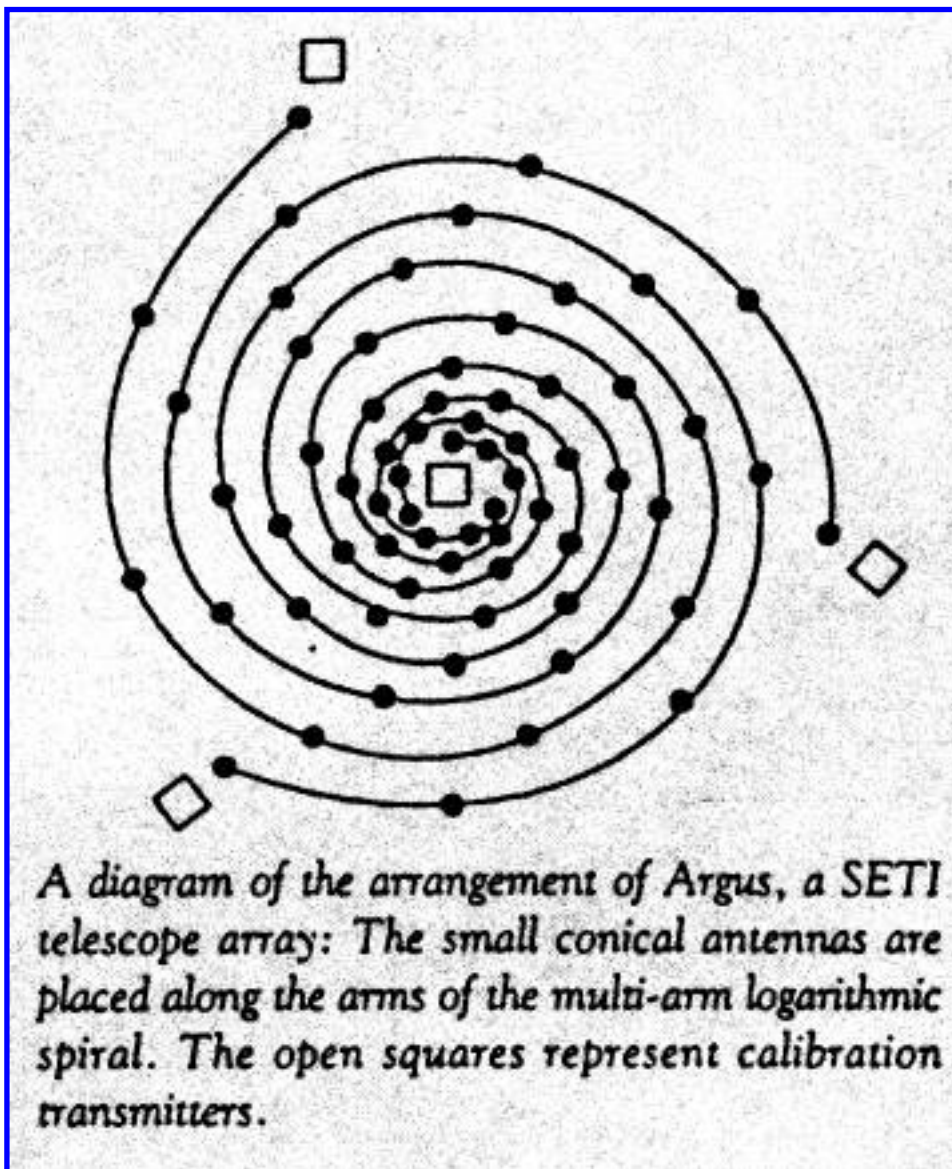 A diagram of the arrangement of Argus, a SETI
telescope array: The small conical antennas are
placed along the arms of the multi-arm logarithmic
spiral. The open squares represent calibration
transmitters.